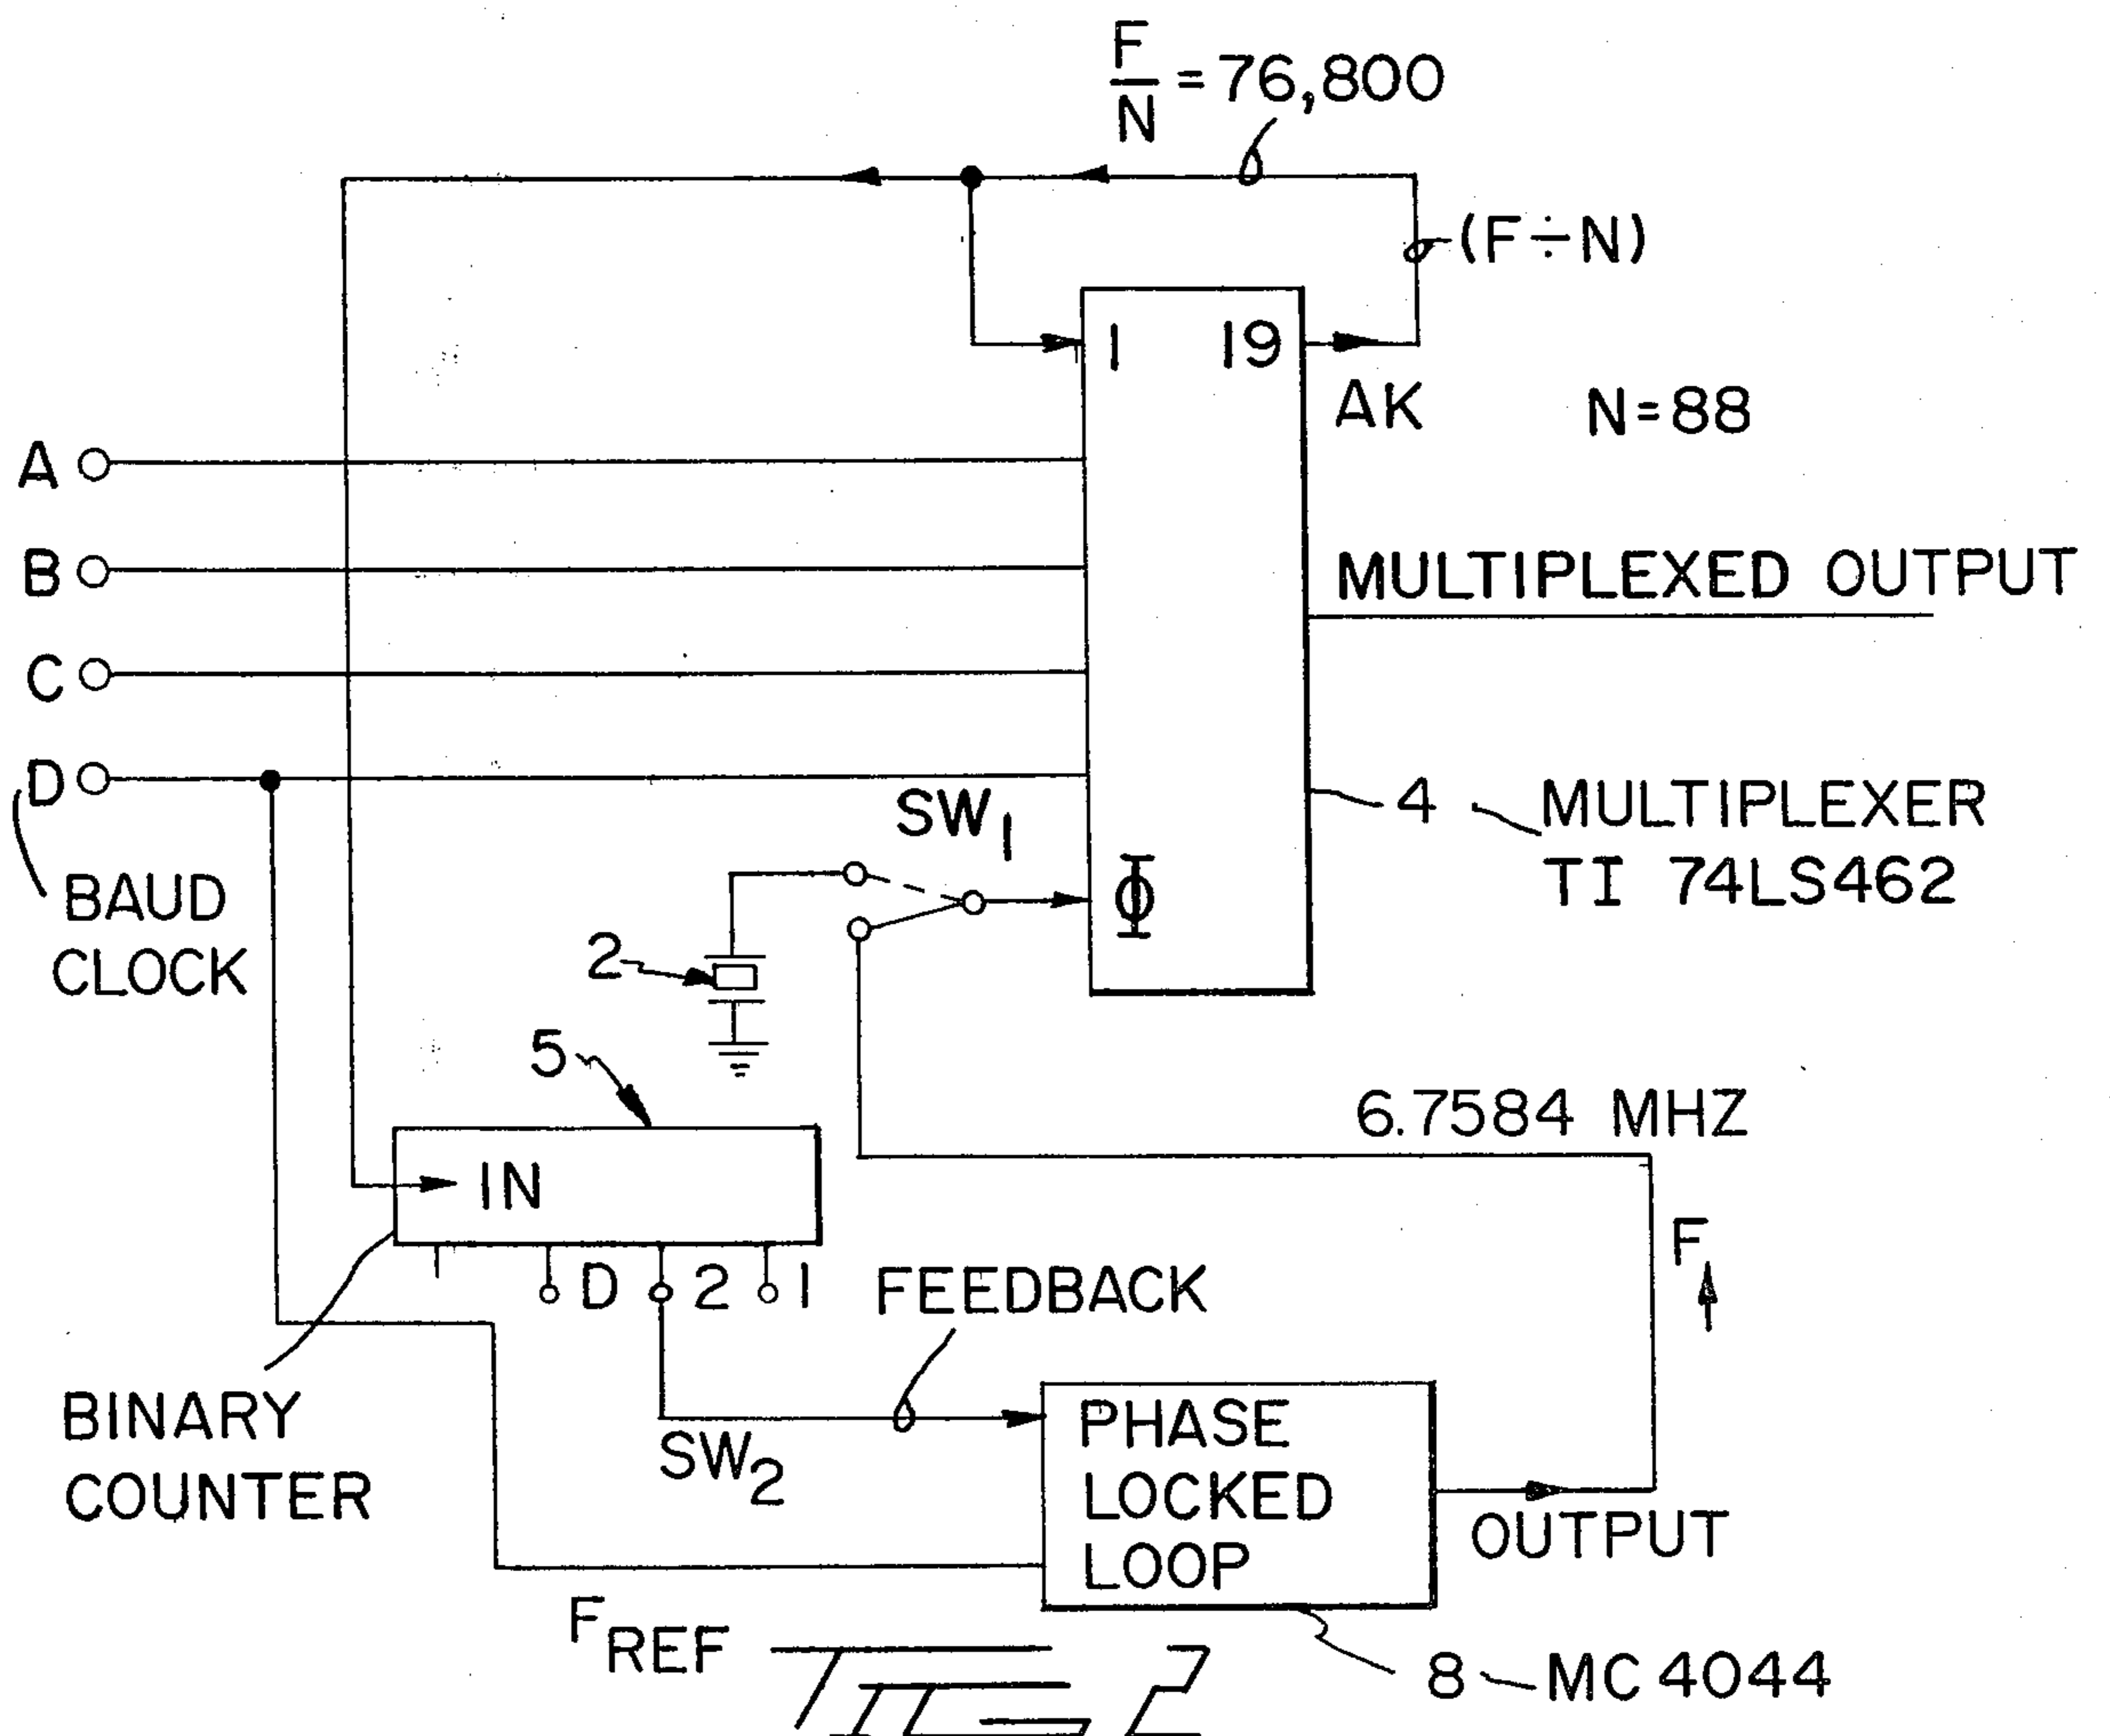 F
— = 76,800
N
(F÷N)
1 19
AK
N=88
A
B
MULTIPLEXED OUTPUT
C
D
SW1
4
MULTIPLEXER
TI 74LS462
BAUD
CLOCK
Φ
2
5
6.7584 MHZ
IN
F
D 2 1
FEEDBACK
BINARY
COUNTER
SW2
PHASE
LOCKED
LOOP
OUTPUT
FREF
8 MC 4044